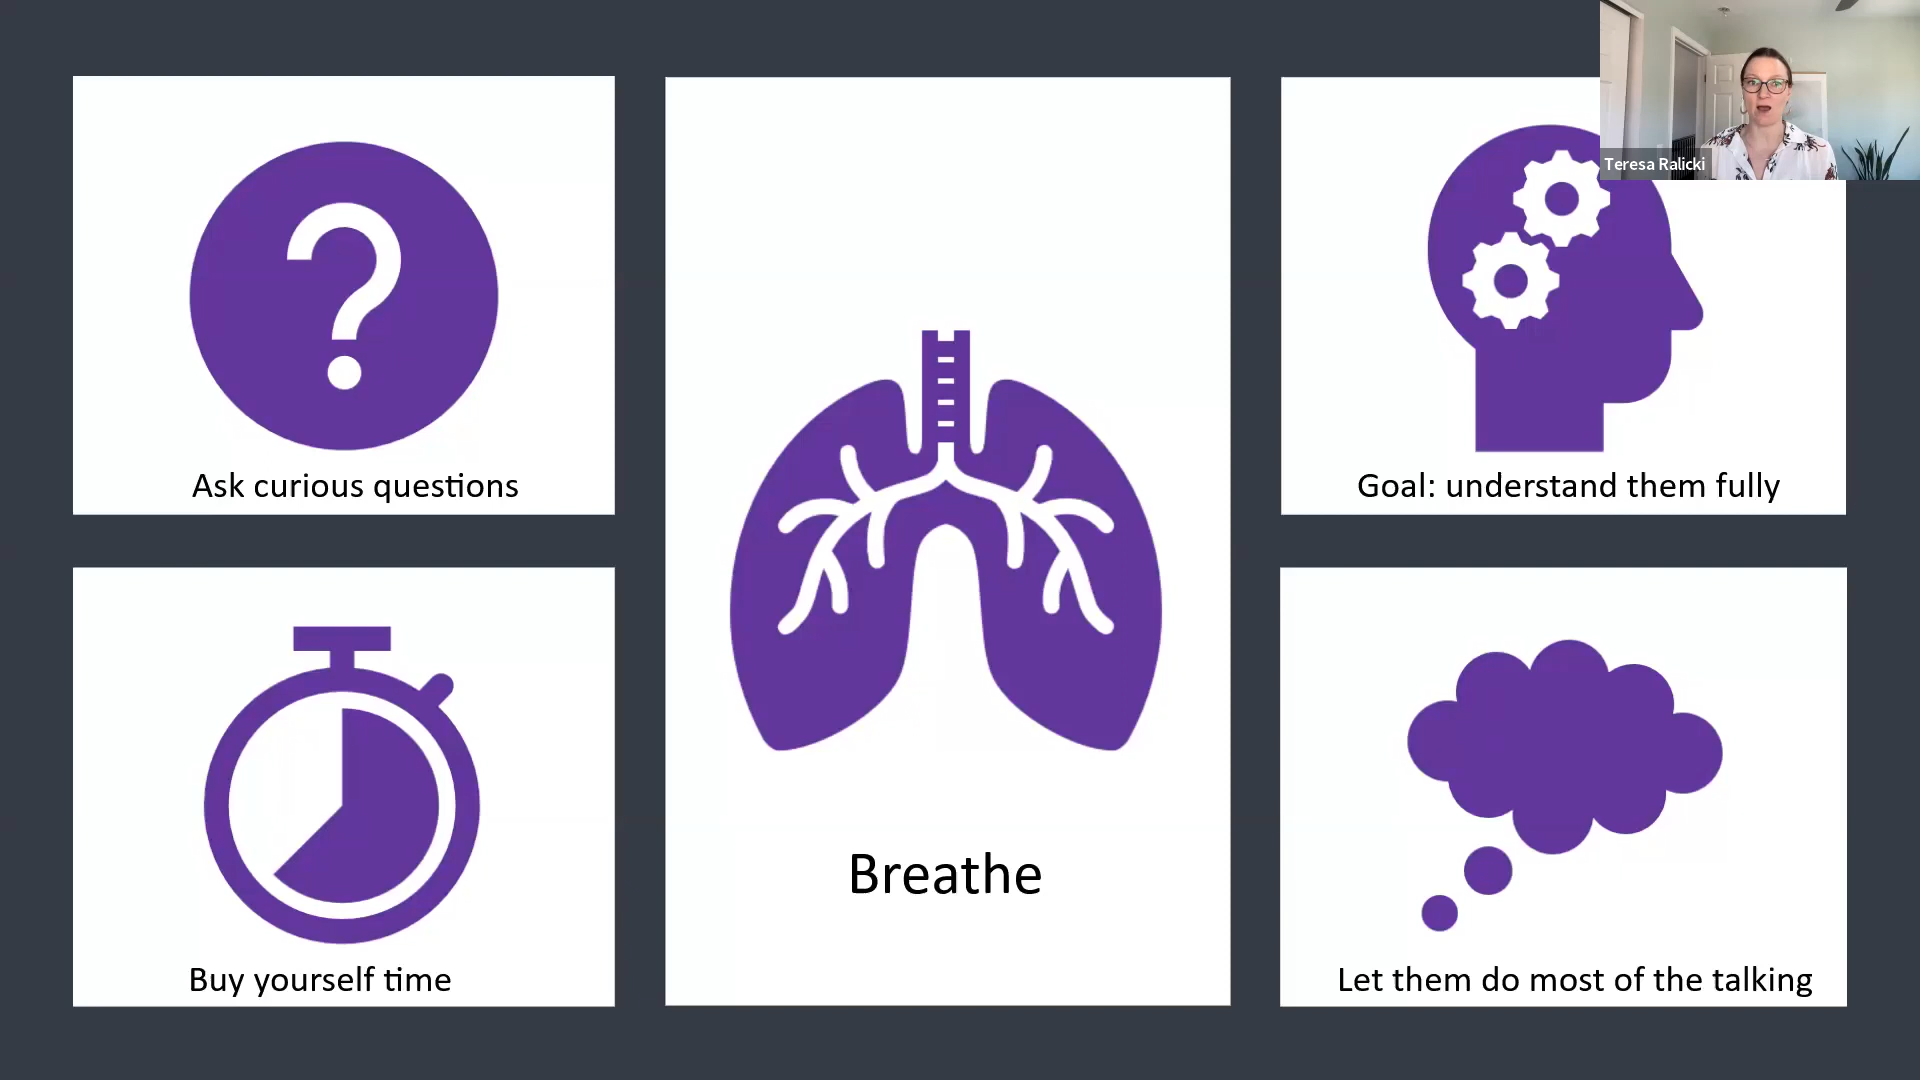 Teresa Ralicki
Ask curious questions
Goal: understand them fully
Breathe
Buy yourself time
Let them do most of the talking